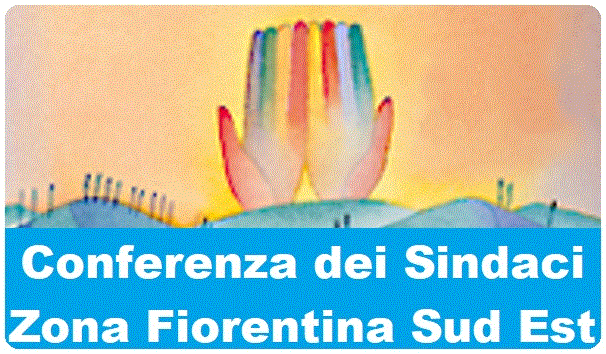 Conferenza dei Sindaci
Zona Fiorentina Sud Est